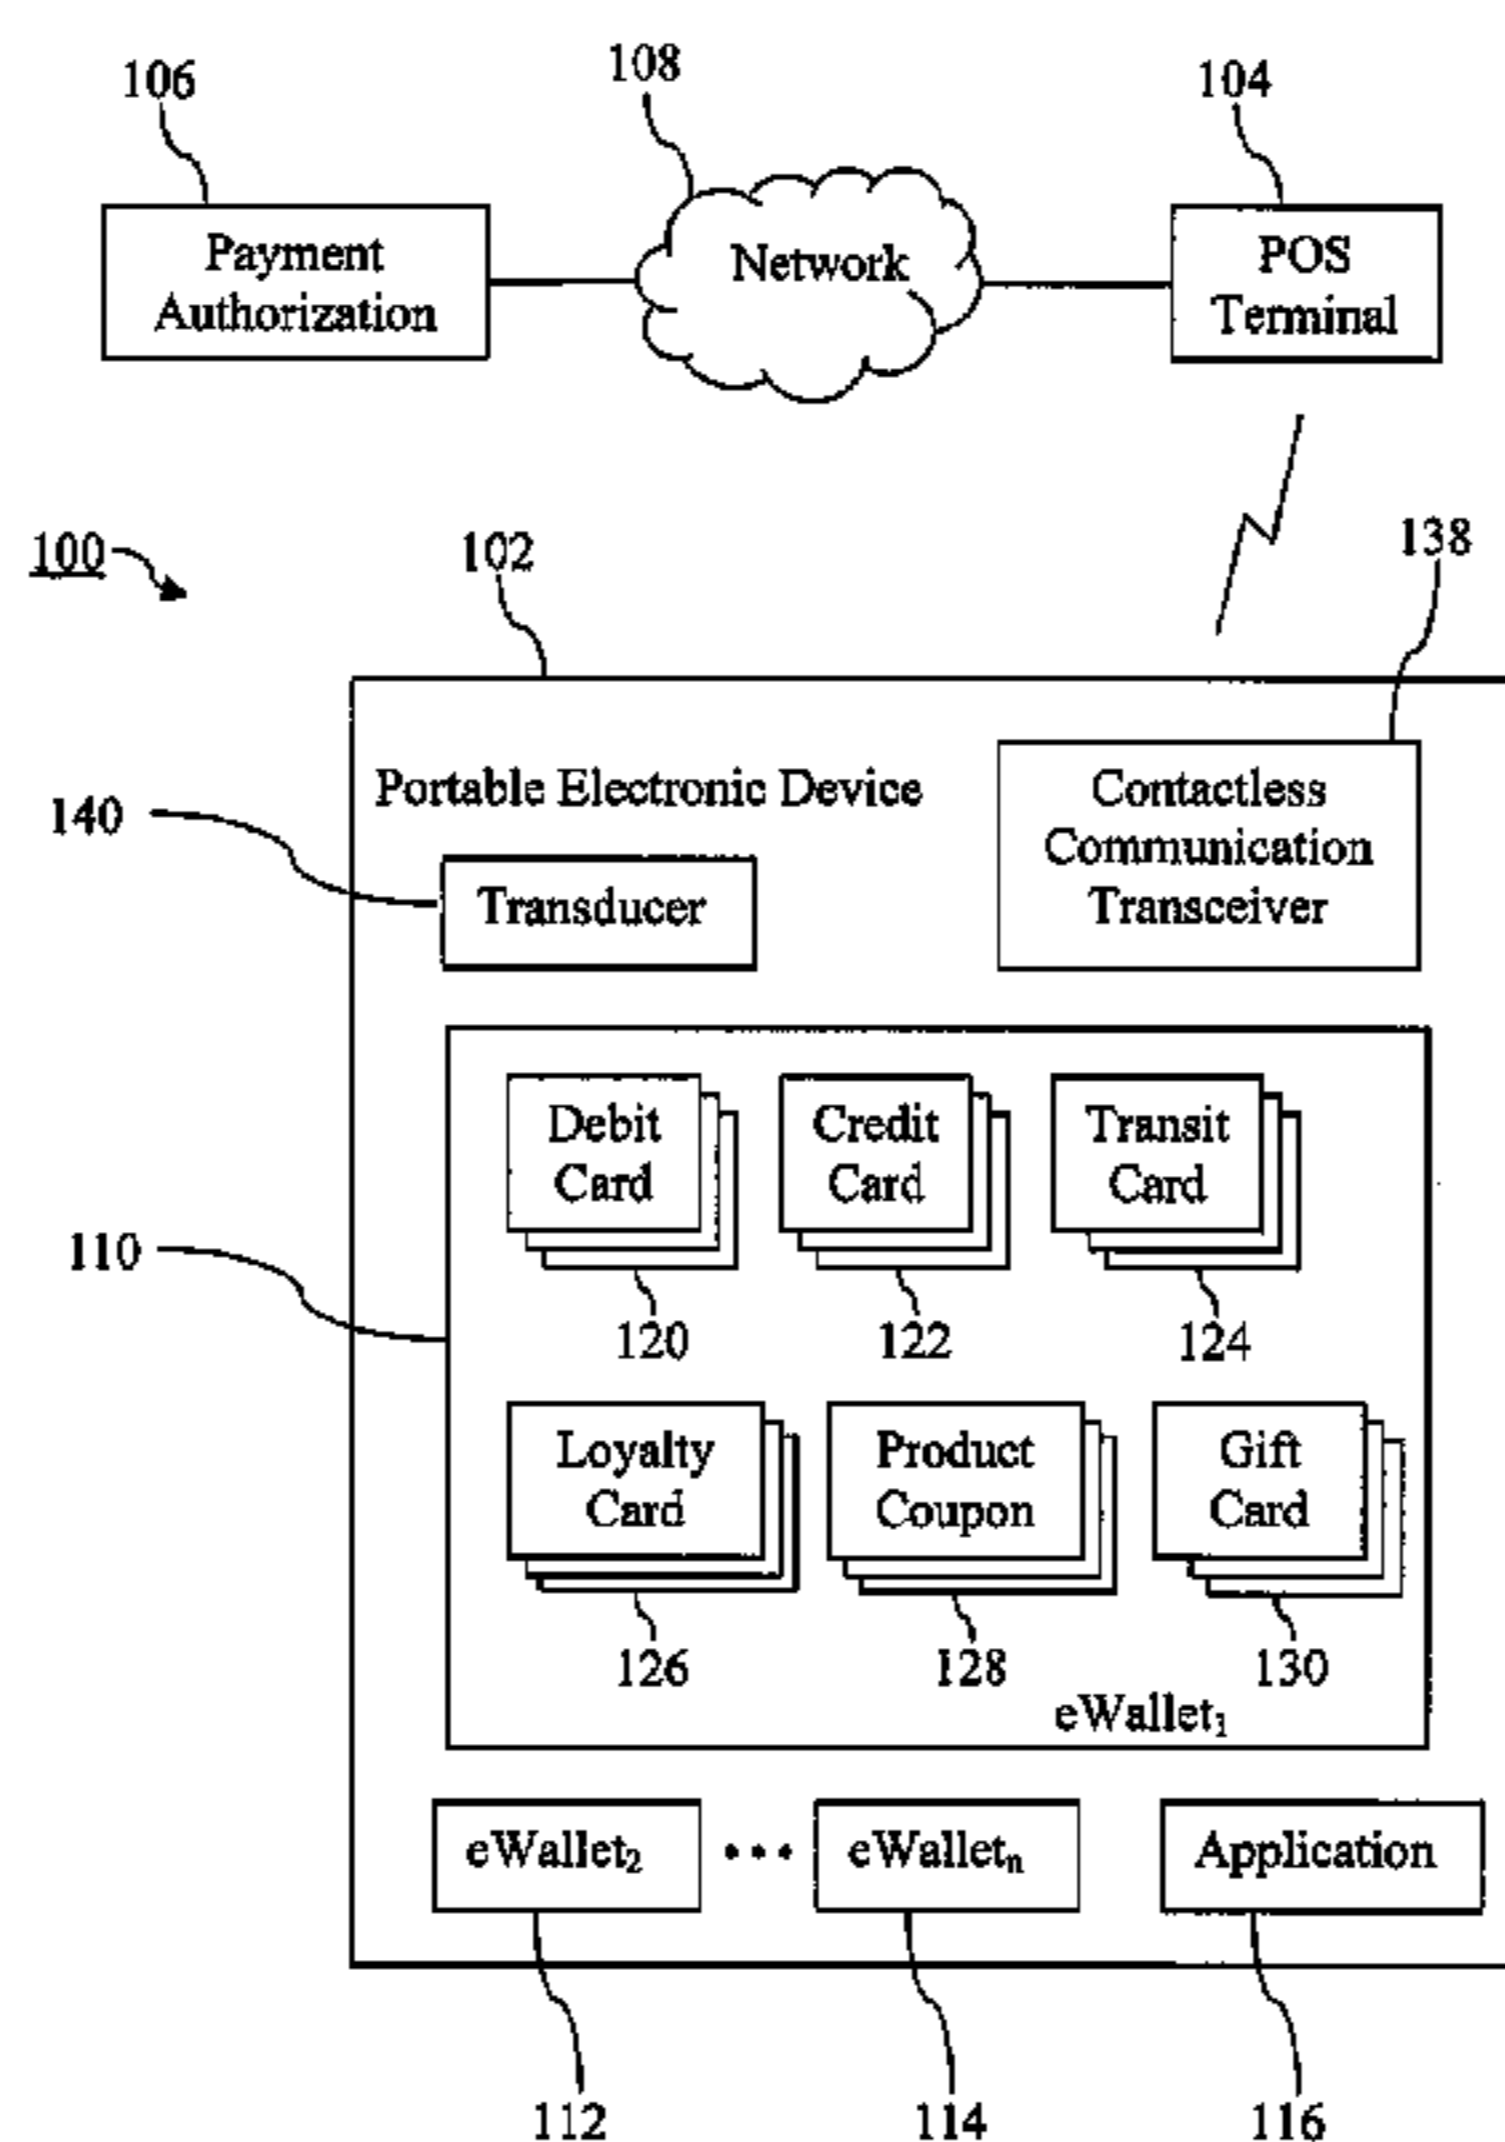 106
108
104
Payment
Authorization
Network
POS
Terminal
100
102
138
Portable Electronic Device
Contactless
Communication
Transceiver
140
Transducer
Debit
Card
Credit
Card
Transit
Card
110
120
122
124
Loyalty
Card
Product
Coupon
Gift
Card
126
128
130
eWallet₁
eWallet₂
•••
eWalletₙ
Application
112
114
116